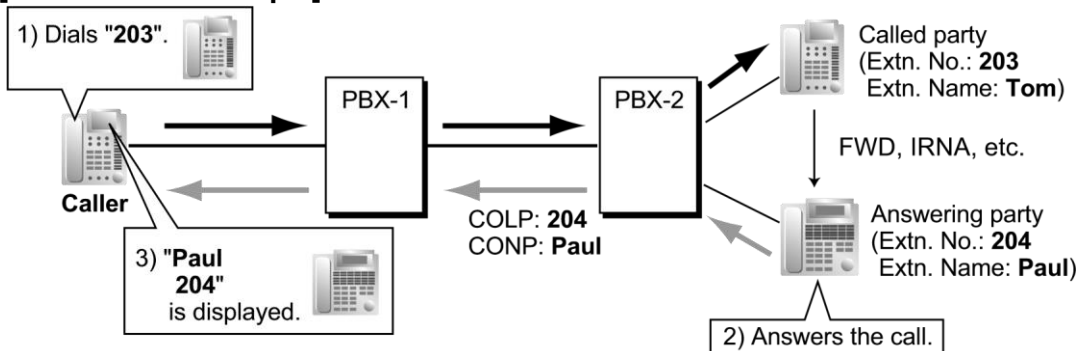 1) Dials "203".
PBX-1
PBX-2
Called party
(Extn. No.: 203
Extn. Name: Tom)
FWD, IRNA, etc.
Caller
COLP: 204
CONP: Paul
Answering party
(Extn. No.: 204
Extn. Name: Paul)
3) "Paul
204"
is displayed.
2) Answers the call.